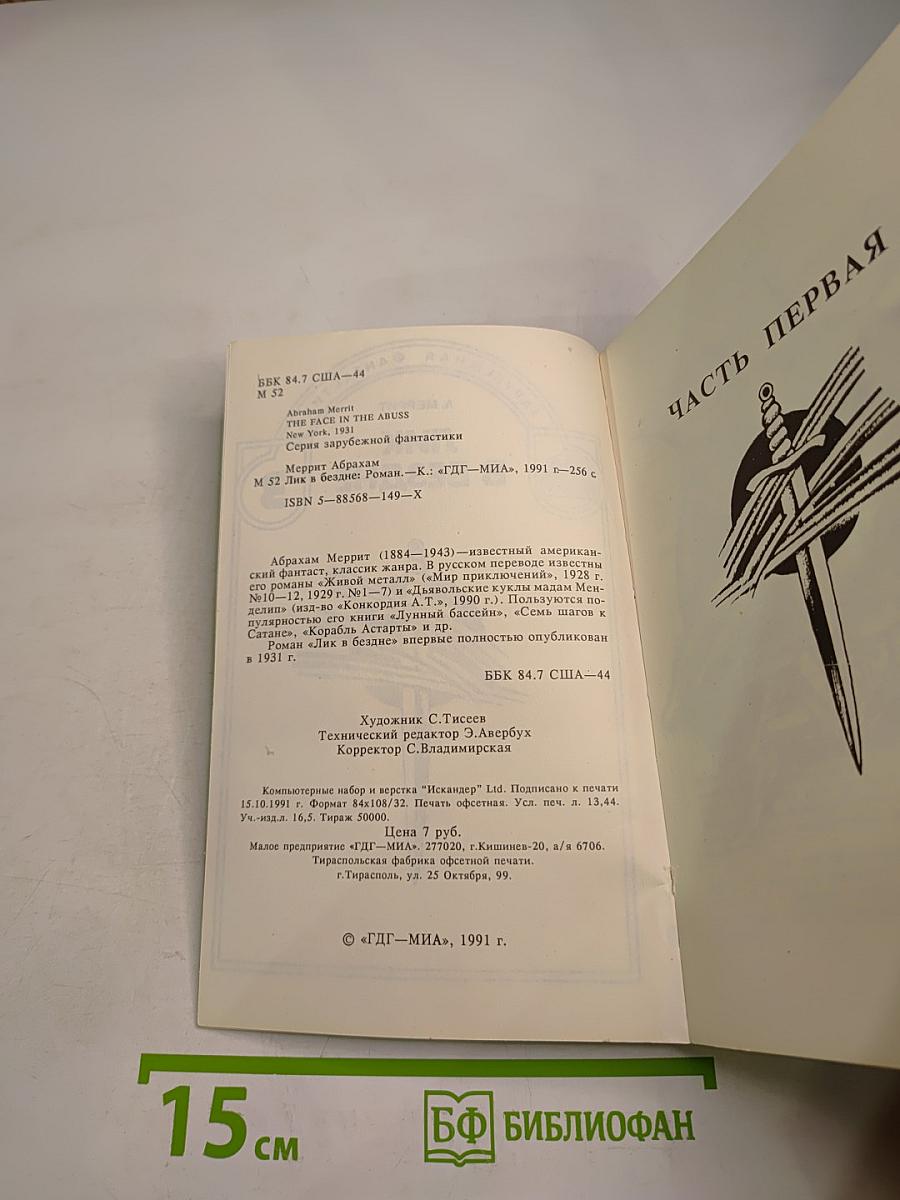 ББК 84.7 США—44
М 52
Abraham Merrit
THE FACE IN THE ABUSS
New York, 1931
Серия зарубежной фантастики
Меррит Абрахам
М 52 Лик в бездне: Роман.—К.: «ГДГ—МИА», 1991 г.—256 с.
ISBN 5—88568—149—X
Абрахам Меррит (1884—1943)—известный американ-
ский фантаст, классик жанра. В русском переводе известны
его романы «Живой металл» («Мир приключений», 1928 г.
№10—12, 1929 г. №1—7) и «Дьявольские куклы мадам Мен-
делип» (изд-во «Конкордия А.Т.», 1990 г.). Пользуются по-
пулярностью его книги «Лунный бассейн», «Семь шагов к
Сатане», «Корабль Астарты» и др.
Роман «Лик в бездне» впервые полностью опубликован
в 1931 г.
ББК 84.7 США—44
Художник С.Тисеев
Технический редактор Э.Авербух
Корректор С.Владимирская
Компьютерные набор и верстка "Искандер" Ltd. Подписано к печати
15.10.1991 г. Формат 84х108/32. Печать офсетная. Усл. печ. л. 13,44.
Уч.-изд.л. 16,5. Тираж 50000.
Цена 7 руб.
Малое предприятие «ГДГ—МИА». 277020, г.Кишинев-20, а/я 6706.
Тираспольская фабрика офсетной печати.
г.Тирасполь, ул. 25 Октября, 99.
© «ГДГ—МИА», 1991 г.
ЧАСТЬ ПЕРВАЯ
15 см
БФ БИБЛИОФАН